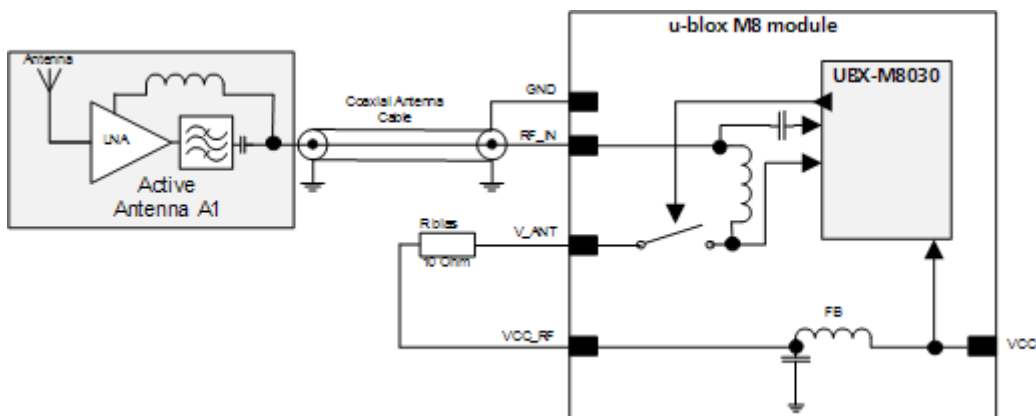 u-blox M8 module
Antenna
UBX-M8030
GND
Coaxial Antenna
Cable
LNA
RF_IN
Active
Antenna A1
R bias
V_ANT
10 Ohm
FB
VCC_RF
VCC